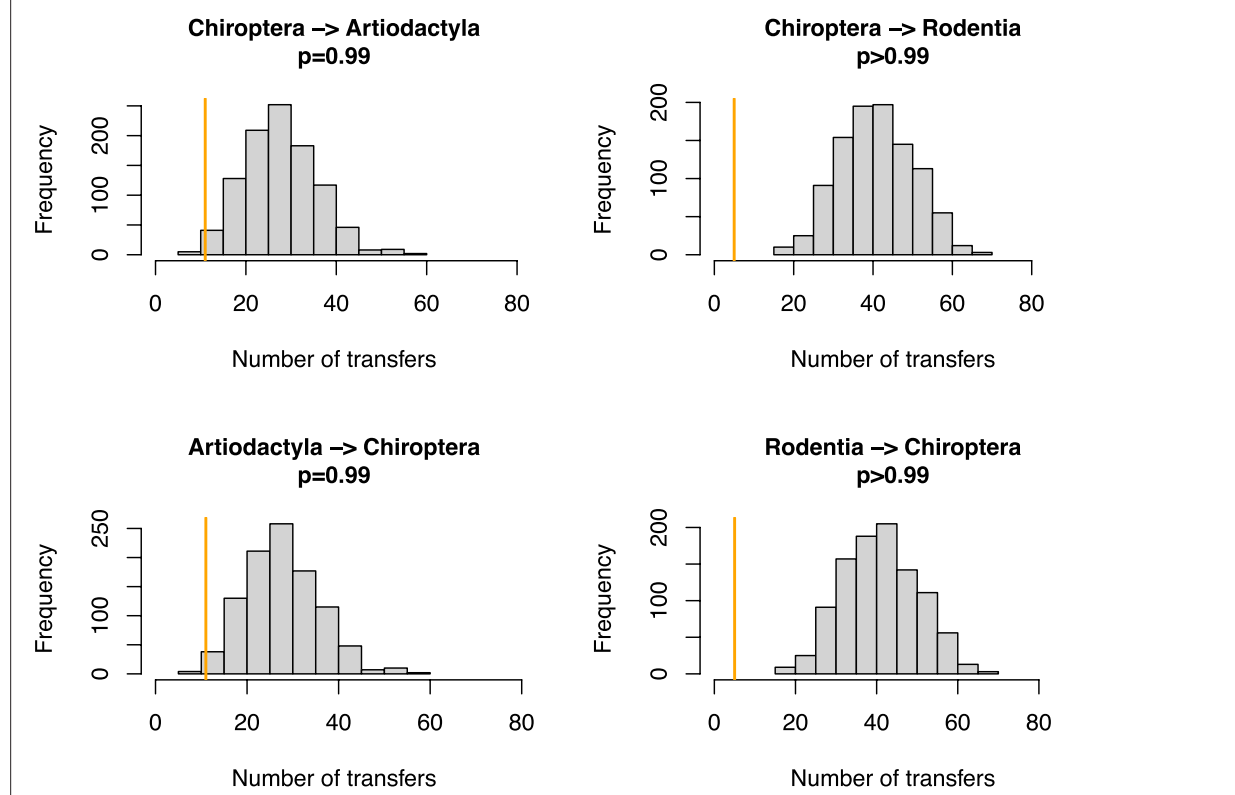 Chiroptera –> Artiodactyla
p=0.99
Frequency
200
100
0
0 20 40 60 80
Number of transfers
Chiroptera –> Rodentia
p>0.99
Frequency
200
100
0
0 20 40 60 80
Number of transfers
Artiodactyla –> Chiroptera
p=0.99
Frequency
250
100
0
0 20 40 60 80
Number of transfers
Rodentia –> Chiroptera
p>0.99
Frequency
200
100
0
0 20 40 60 80
Number of transfers